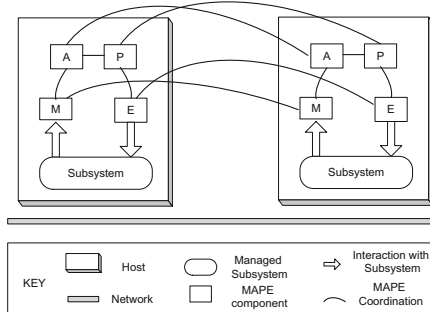 A P
M E
Subsystem
A P
M E
Subsystem
KEY
Host
Managed
Subsystem
Interaction with
Subsystem
Network
MAPE
component
MAPE
Coordination